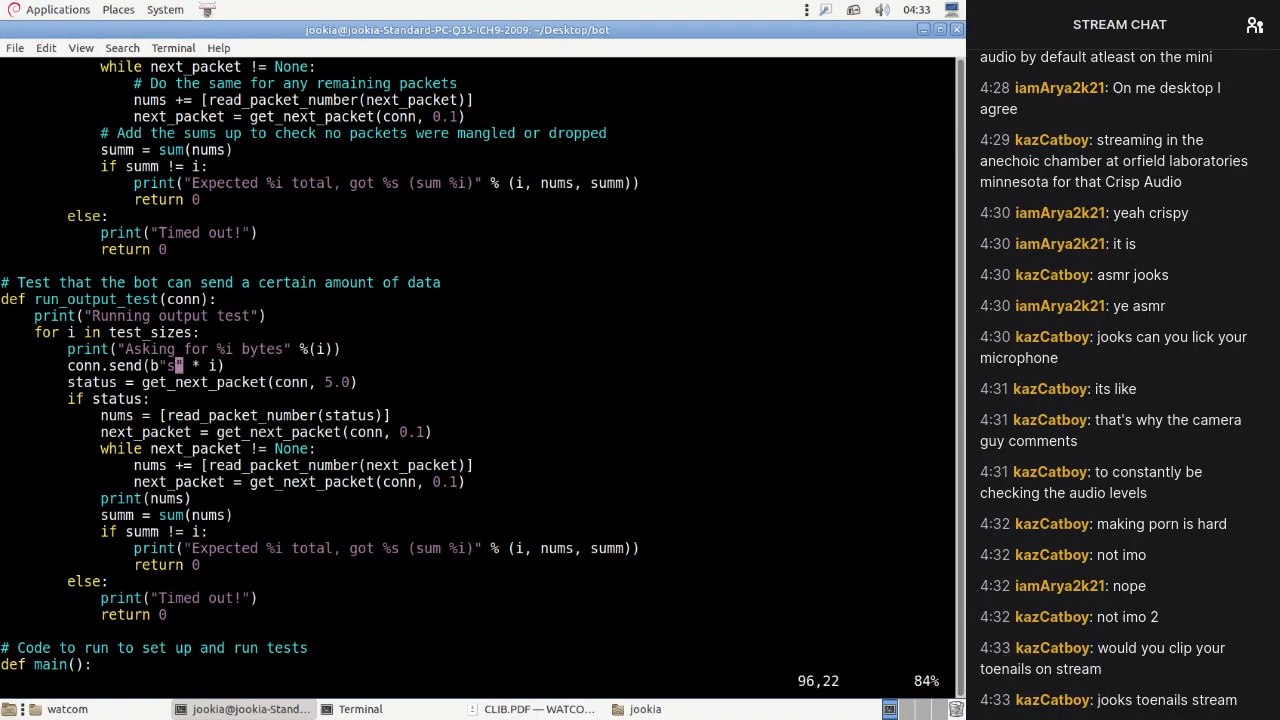 Applications Places System 04:33
jookia@jookia-Standard-PC-Q35-ICH9-2009: ~/Desktop/bot
File Edit View Search Terminal Help
while next_packet != None:
# Do the same for any remaining packets
nums += [read_packet_number(next_packet)]
next_packet = get_next_packet(conn, 0.1)
# Add the sums up to check no packets were mangled or dropped
summ = sum(nums)
if summ != i:
print("Expected %i total, got %s (sum %i)" % (i, nums, summ))
return 0
else:
print("Timed out!")
return 0
# Test that the bot can send a certain amount of data
def run_output_test(conn):
print("Running output test")
for i in test_sizes:
print("Asking for %i bytes" %(i))
conn.send(b"s" * i)
status = get_next_packet(conn, 5.0)
if status:
nums = [read_packet_number(status)]
next_packet = get_next_packet(conn, 0.1)
while next_packet != None:
nums += [read_packet_number(next_packet)]
next_packet = get_next_packet(conn, 0.1)
print(nums)
summ = sum(nums)
if summ != i:
print("Expected %i total, got %s (sum %i)" % (i, nums, summ))
return 0
else:
print("Timed out!")
return 0
# Code to run to set up and run tests
def main():
96,22 84%
watcom jookia@jookia-Stand... Terminal CLIB.PDF — WATCO... jookia
STREAM CHAT
audio by default atleast on the mini
4:28 iamArya2k21: On me desktop I
agree
4:29 kazCatboy: streaming in the
anechoic chamber at orfield laboratories
minnesota for that Crisp Audio
4:30 iamArya2k21: yeah crispy
4:30 iamArya2k21: it is
4:30 kazCatboy: asmr jooks
4:30 iamArya2k21: ye asmr
4:30 kazCatboy: jooks can you lick your
microphone
4:31 kazCatboy: its like
4:31 kazCatboy: that's why the camera
guy comments
4:31 kazCatboy: to constantly be
checking the audio levels
4:32 kazCatboy: making porn is hard
4:32 kazCatboy: not imo
4:32 iamArya2k21: nope
4:32 kazCatboy: not imo 2
4:33 kazCatboy: would you clip your
toenails on stream
4:33 kazCatboy: jooks toenails stream